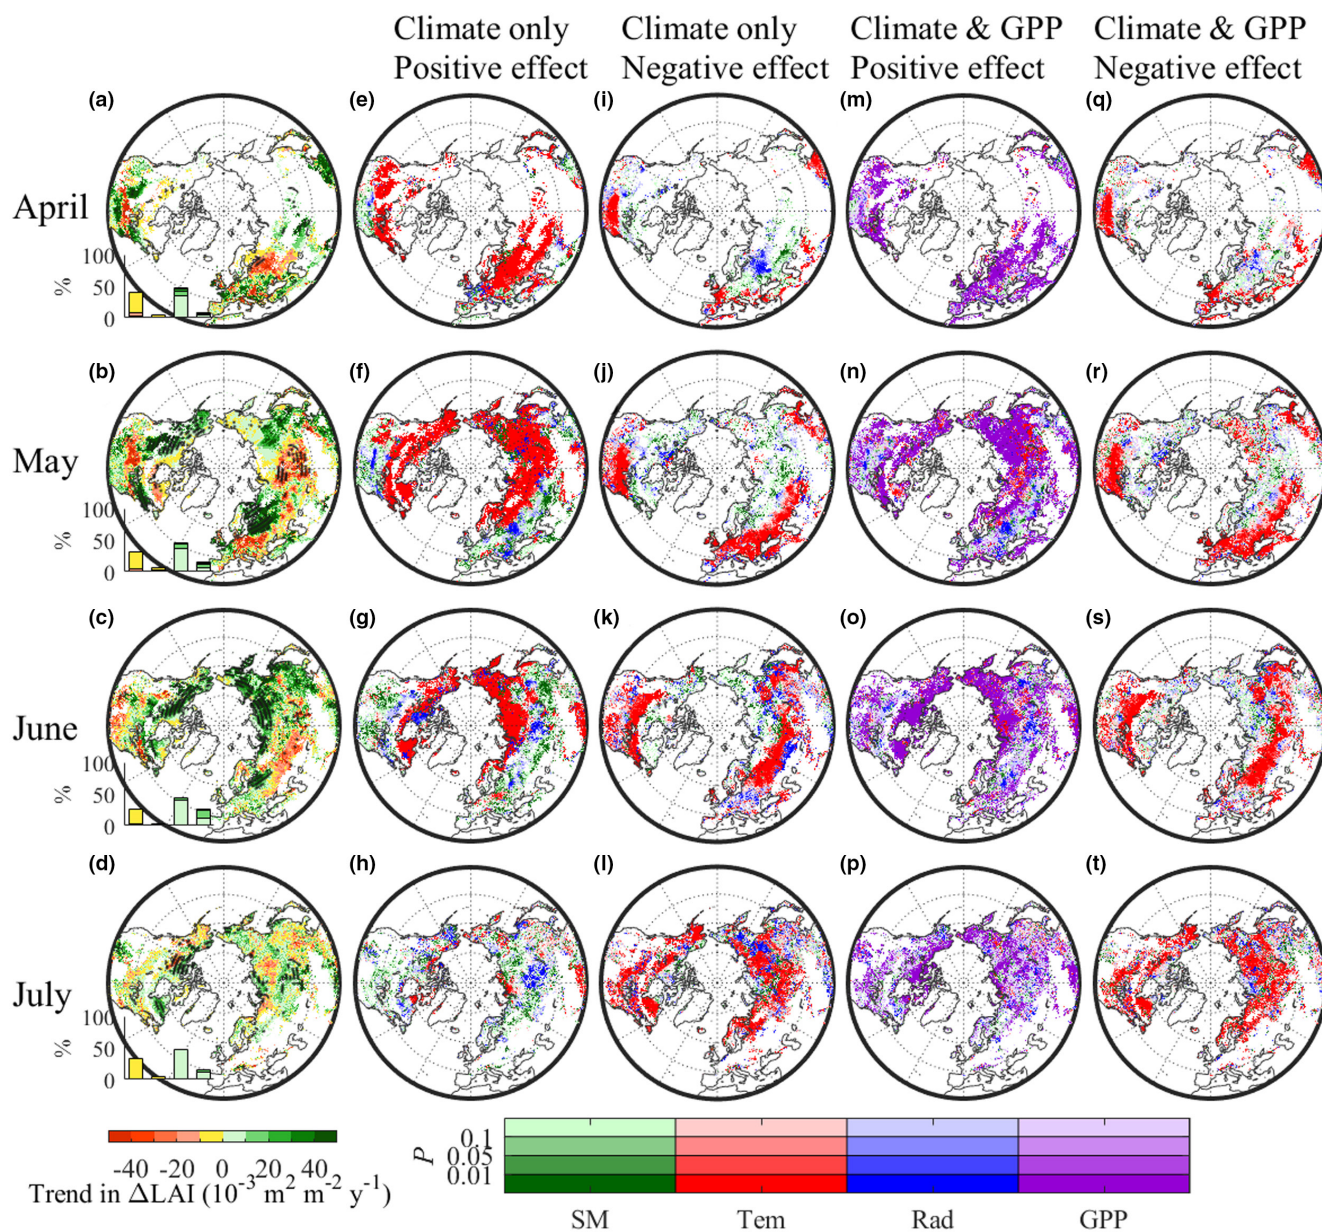 Climate only
Positive effect
Climate only
Negative effect
Climate & GPP
Positive effect
Climate & GPP
Negative effect
(a)
(e)
(i)
(m)
(q)
April
100
50
0
%
(b)
(f)
(j)
(n)
(r)
May
100
50
0
%
(c)
(g)
(k)
(o)
(s)
June
100
50
0
%
(d)
(h)
(l)
(p)
(t)
July
100
50
0
%
-40 -20 0 20 40
Trend in ΔLAI (10⁻³ m² m⁻² y⁻¹)
P
0.1
0.05
0.01
SM Tem Rad GPP